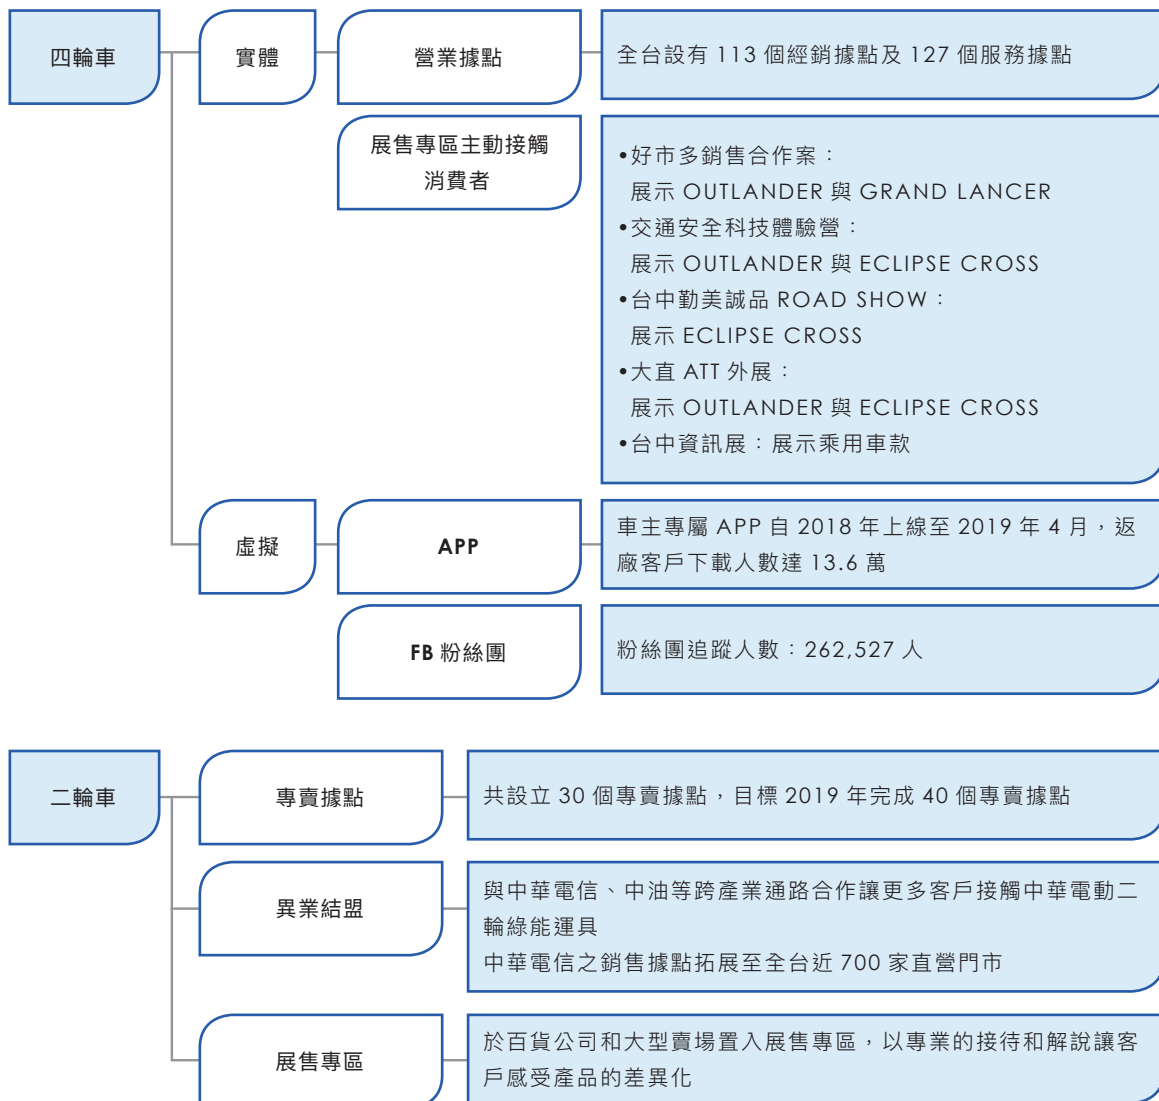 四輪車
實體
營業據點
全台設有 113 個經銷據點及 127 個服務據點
展售專區主動接觸
消費者
•好市多銷售合作案：
展示 OUTLANDER 與 GRAND LANCER
•交通安全科技體驗營：
展示 OUTLANDER 與 ECLIPSE CROSS
•台中勤美誠品 ROAD SHOW：
展示 ECLIPSE CROSS
•大直 ATT 外展：
展示 OUTLANDER 與 ECLIPSE CROSS
•台中資訊展：展示乘用車款
虛擬
APP
車主專屬 APP 自 2018 年上線至 2019 年 4 月，返
廠客戶下載人數達 13.6 萬
FB 粉絲團
粉絲團追蹤人數：262,527 人
二輪車
專賣據點
共設立 30 個專賣據點，目標 2019 年完成 40 個專賣據點
異業結盟
與中華電信、中油等跨產業通路合作讓更多客戶接觸中華電動二
輪綠能運具
中華電信之銷售據點拓展至全台近 700 家直營門市
展售專區
於百貨公司和大型賣場置入展售專區，以專業的接待和解說讓客
戶感受產品的差異化